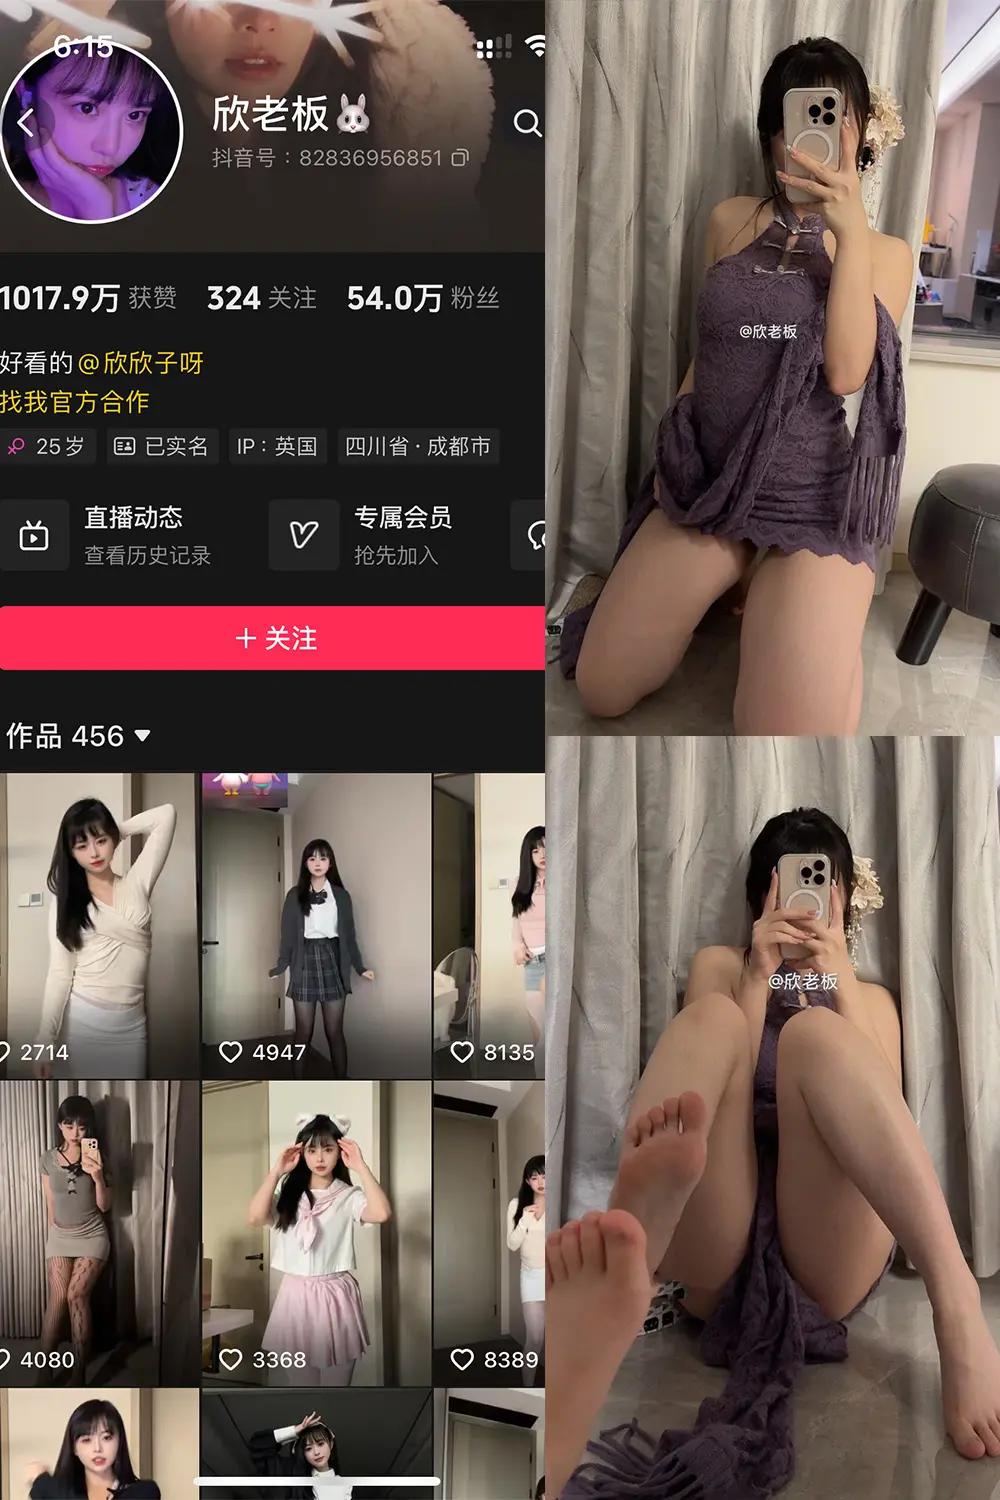 6:15
欣老板🐰
抖音号：82836956851
1017.9万 获赞 324 关注 54.0万 粉丝
好看的 @欣欣子呀
找我官方合作
25岁 已实名 IP：英国 四川省·成都市
直播动态 专属会员
查看历史记录 抢先加入
+ 关注
作品 456
2714 4947 8135
4080 3368 8389
@欣老板
@欣老板